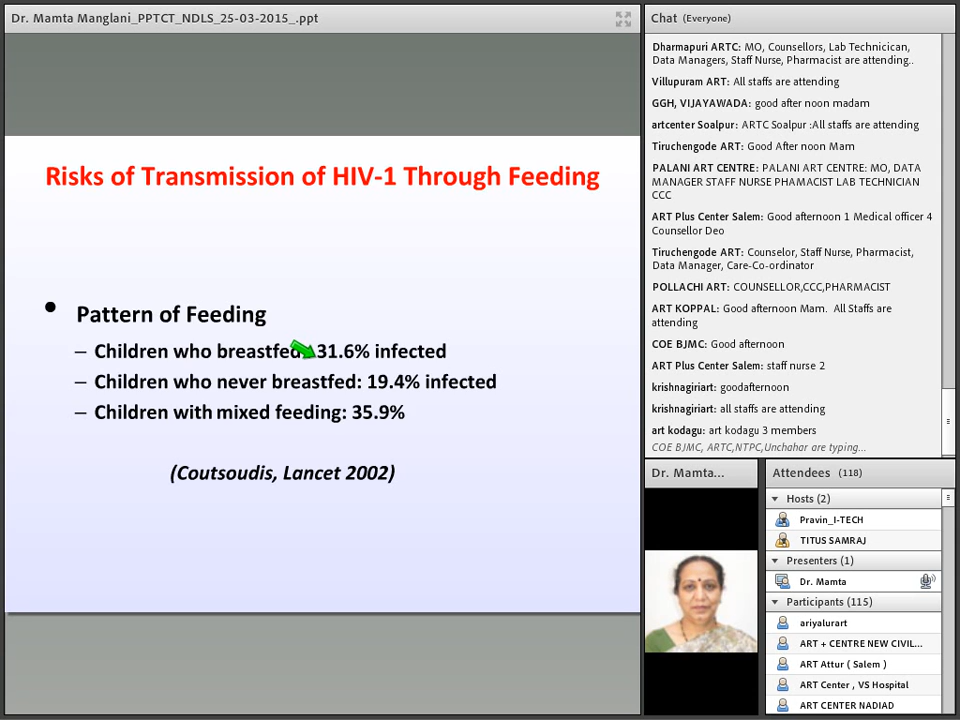 Dr. Mamta Manglani_PPTCT_NDLS_25-03-2015_.ppt
Risks of Transmission of HIV-1 Through Feeding
• Pattern of Feeding
– Children who breastfed: 31.6% infected
– Children who never breastfed: 19.4% infected
– Children with mixed feeding: 35.9%
(Coutsoudis, Lancet 2002)
Chat (Everyone)
Dharmapuri ARTC: MO, Counsellors, Lab Technicican,
Data Managers, Staff Nurse, Pharmacist are attending..
Villupuram ART: All staffs are attending
GGH, VIJAYAWADA: good after noon madam
artcenter Soalpur: ARTC Soalpur :All staffs are attending
Tiruchengode ART: Good After noon Mam
PALANI ART CENTRE: PALANI ART CENTRE: MO, DATA
MANAGER STAFF NURSE PHAMACIST LAB TECHNICIAN
CCC
ART Plus Center Salem: Good afternoon 1 Medical officer 4
Counsellor Deo
Tiruchengode ART: Counselor, Staff Nurse, Pharmacist,
Data Manager, Care-Co-ordinator
POLLACHI ART: COUNSELLOR,CCC,PHARMACIST
ART KOPPAL: Good afternoon Mam. All Staffs are
attending
COE BJMC: Good afternoon
ART Plus Center Salem: staff nurse 2
krishnagiriart: goodafternoon
krishnagiriart: all staffs are attending
art kodagu: art kodagu 3 members
COE BJMC, ARTC,NTPC,Unchahar are typing...
Dr. Mamta...
Attendees (118)
Hosts (2)
Pravin_I-TECH
TITUS SAMRAJ
Presenters (1)
Dr. Mamta
Participants (115)
ariyalurart
ART + CENTRE NEW CIVIL...
ART Attur ( Salem )
ART Center , VS Hospital
ART CENTER NADIAD